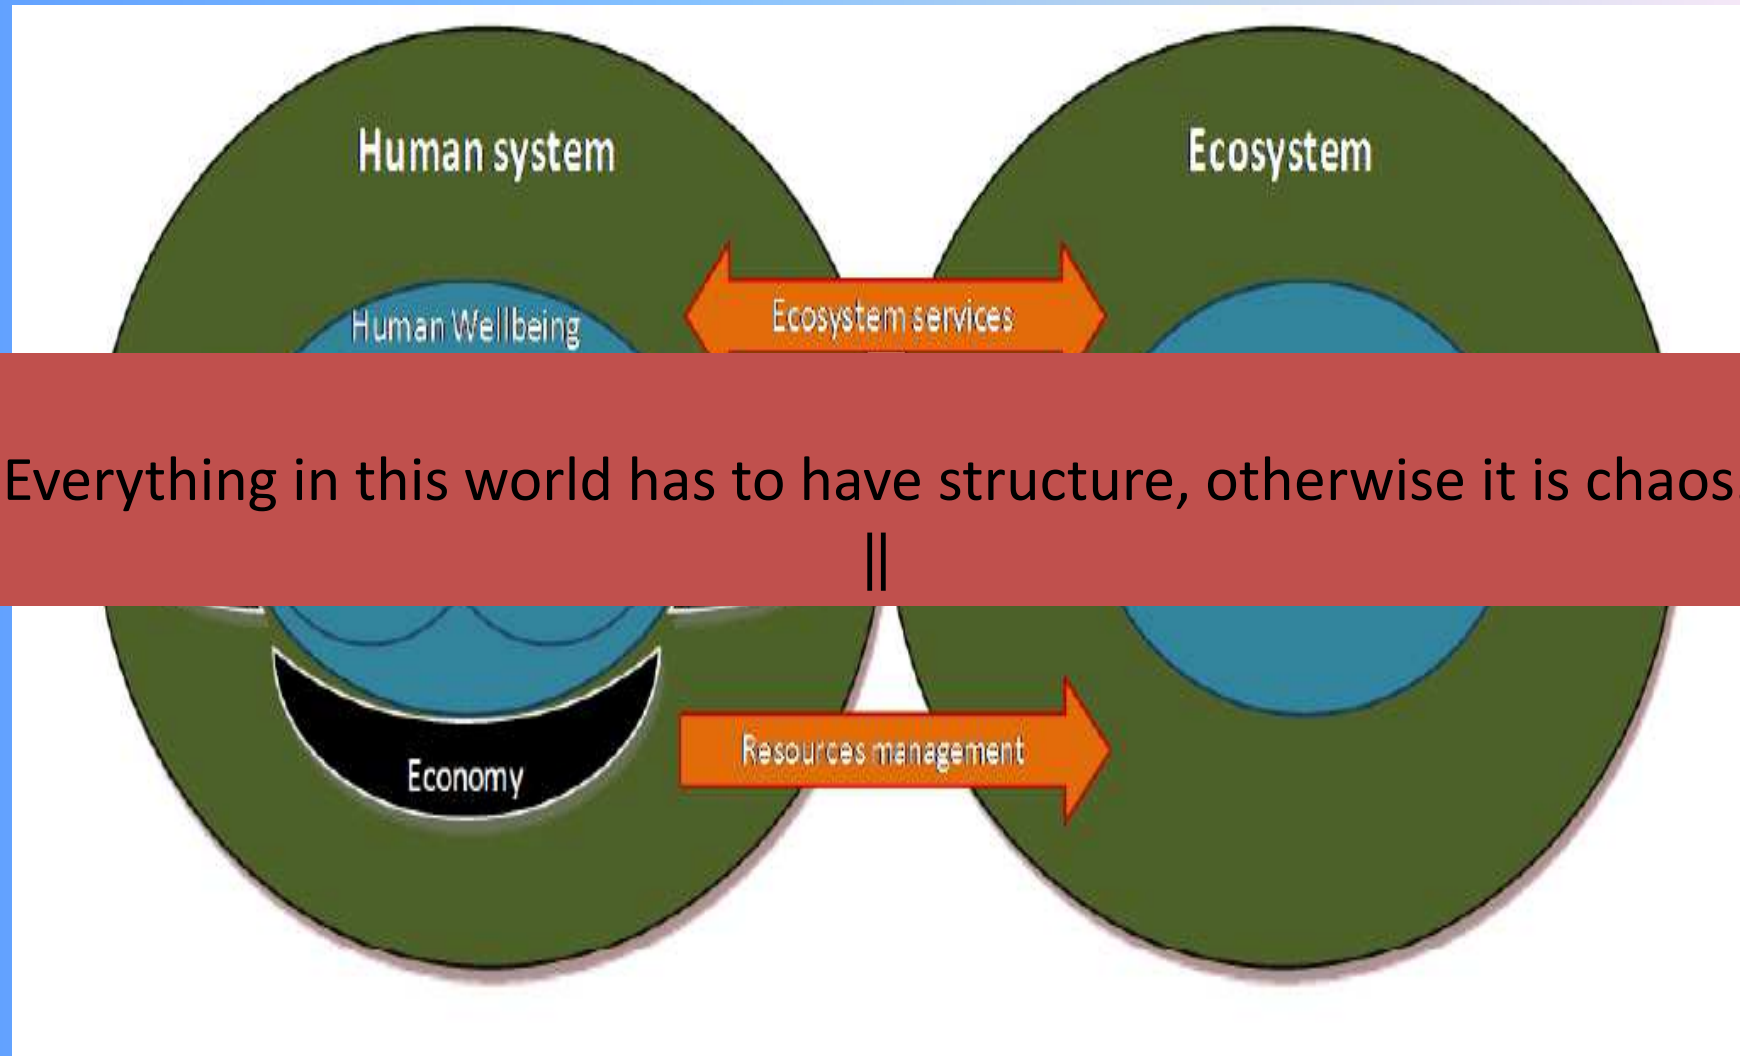 Human system
Ecosystem
Ecosystem services
Human Wellbeing
Everything in this world has to have structure, otherwise it is chaos.
||
Resources management
Economy